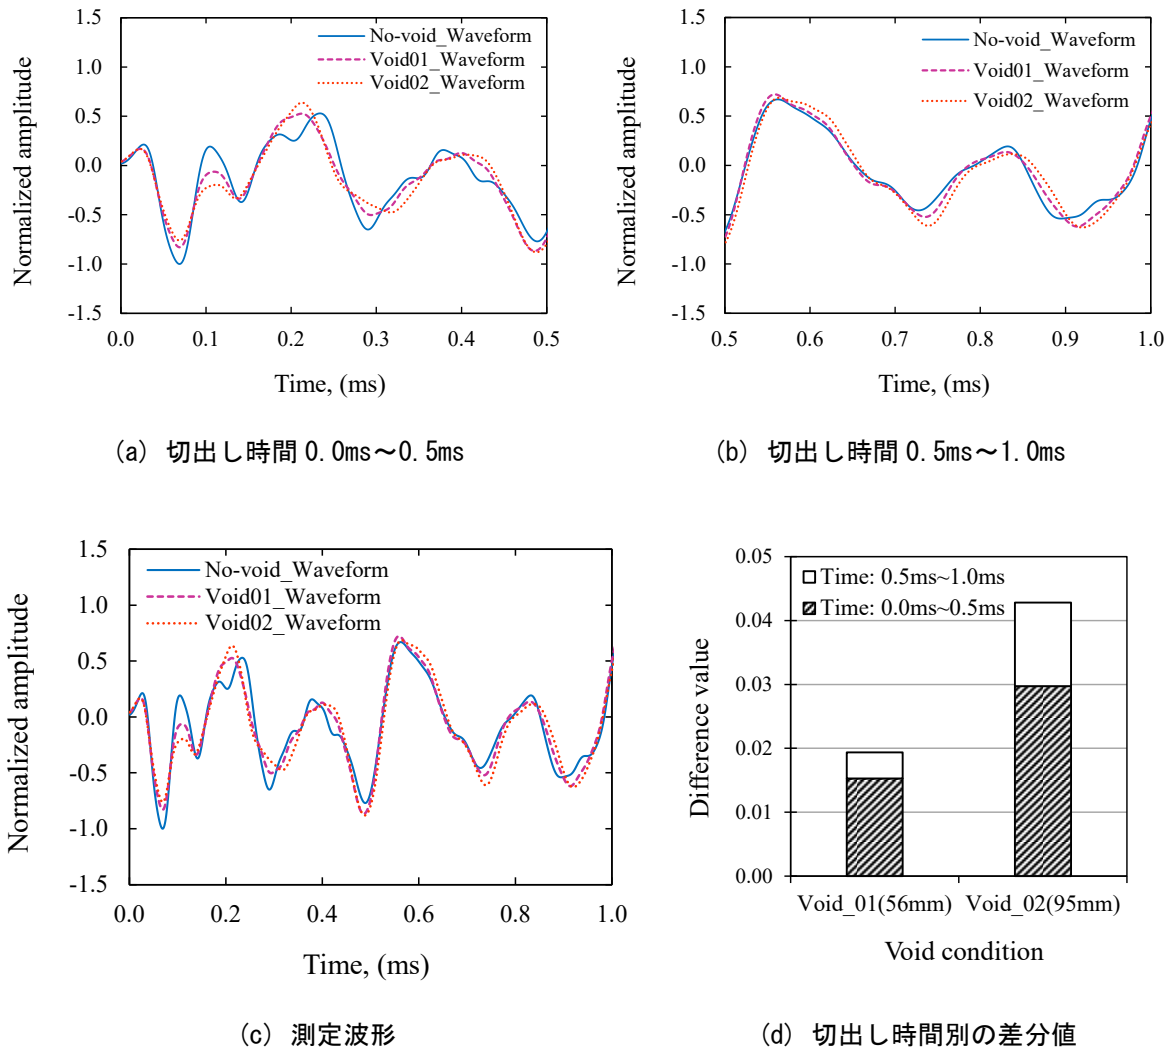 1.5
1.0
0.5
0.0
-0.5
-1.0
-1.5
Normalized amplitude
No-void_Waveform
Void01_Waveform
Void02_Waveform
0.0 0.1 0.2 0.3 0.4 0.5
Time, (ms)
(a) 切出し時間 0.0ms～0.5ms
1.5
1.0
0.5
0.0
-0.5
-1.0
-1.5
Normalized amplitude
No-void_Waveform
Void01_Waveform
Void02_Waveform
0.5 0.6 0.7 0.8 0.9 1.0
Time, (ms)
(b) 切出し時間 0.5ms～1.0ms
1.5
1.0
0.5
0.0
-0.5
-1.0
-1.5
Normalized amplitude
No-void_Waveform
Void01_Waveform
Void02_Waveform
0.0 0.2 0.4 0.6 0.8 1.0
Time, (ms)
(c) 測定波形
0.05
0.04
0.03
0.02
0.01
0.00
Difference value
Time: 0.5ms~1.0ms
Time: 0.0ms~0.5ms
Void_01(56mm) Void_02(95mm)
Void condition
(d) 切出し時間別の差分値